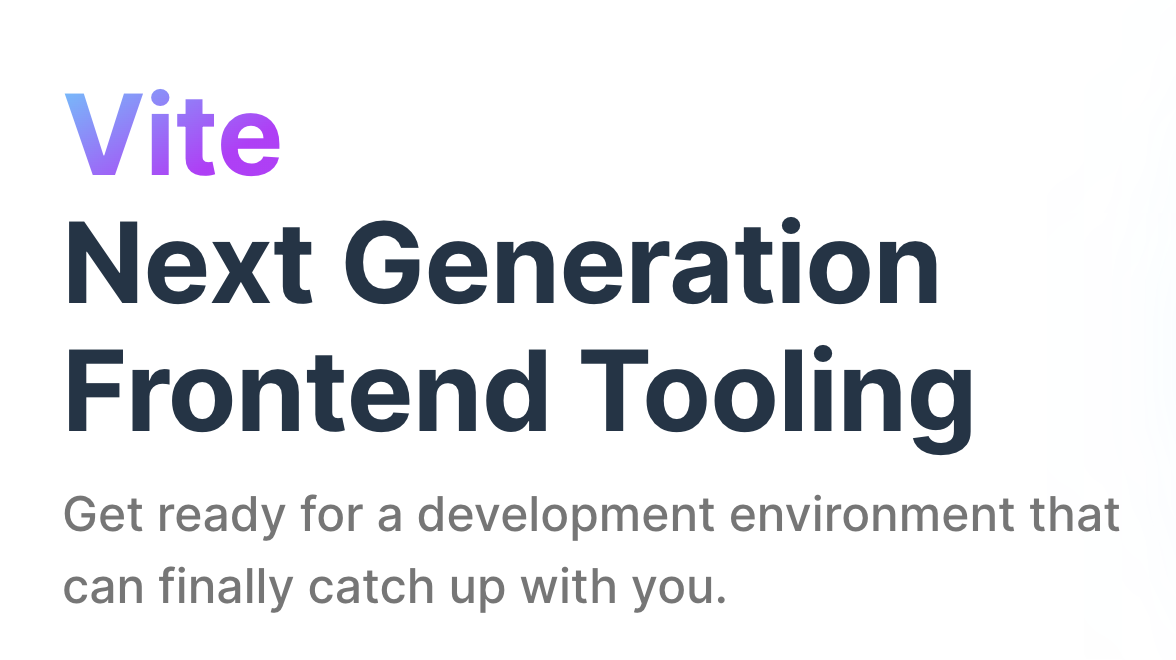 Vite
Next Generation
Frontend Tooling
Get ready for a development environment that
can finally catch up with you.